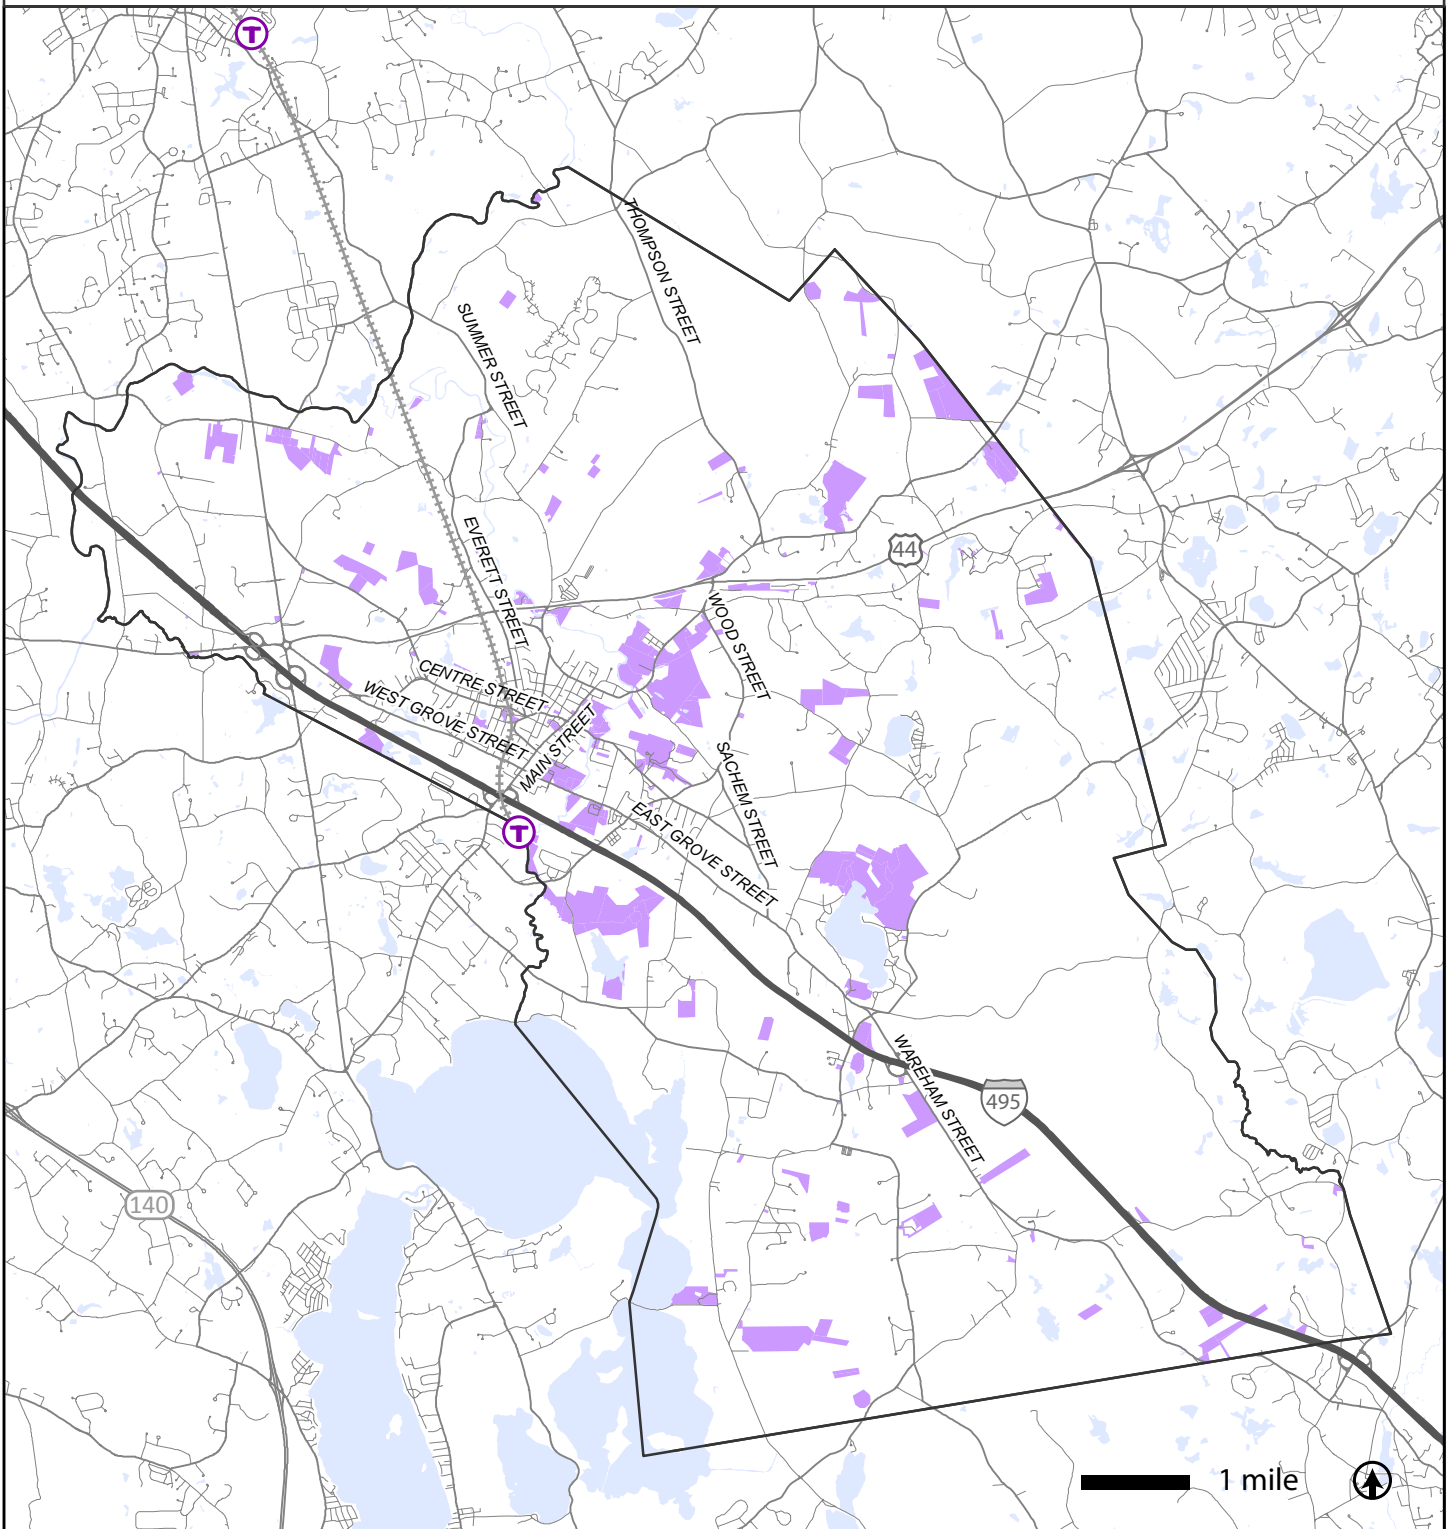 T
THOMPSON STREET
SUMMER STREET
EVERETT STREET
44
WOOD STREET
CENTRE STREET
WEST GROVE STREET
MAIN STREET
SACHEM STREET
EAST GROVE STREET
T
WAREHAM STREET
495
140
1 mile